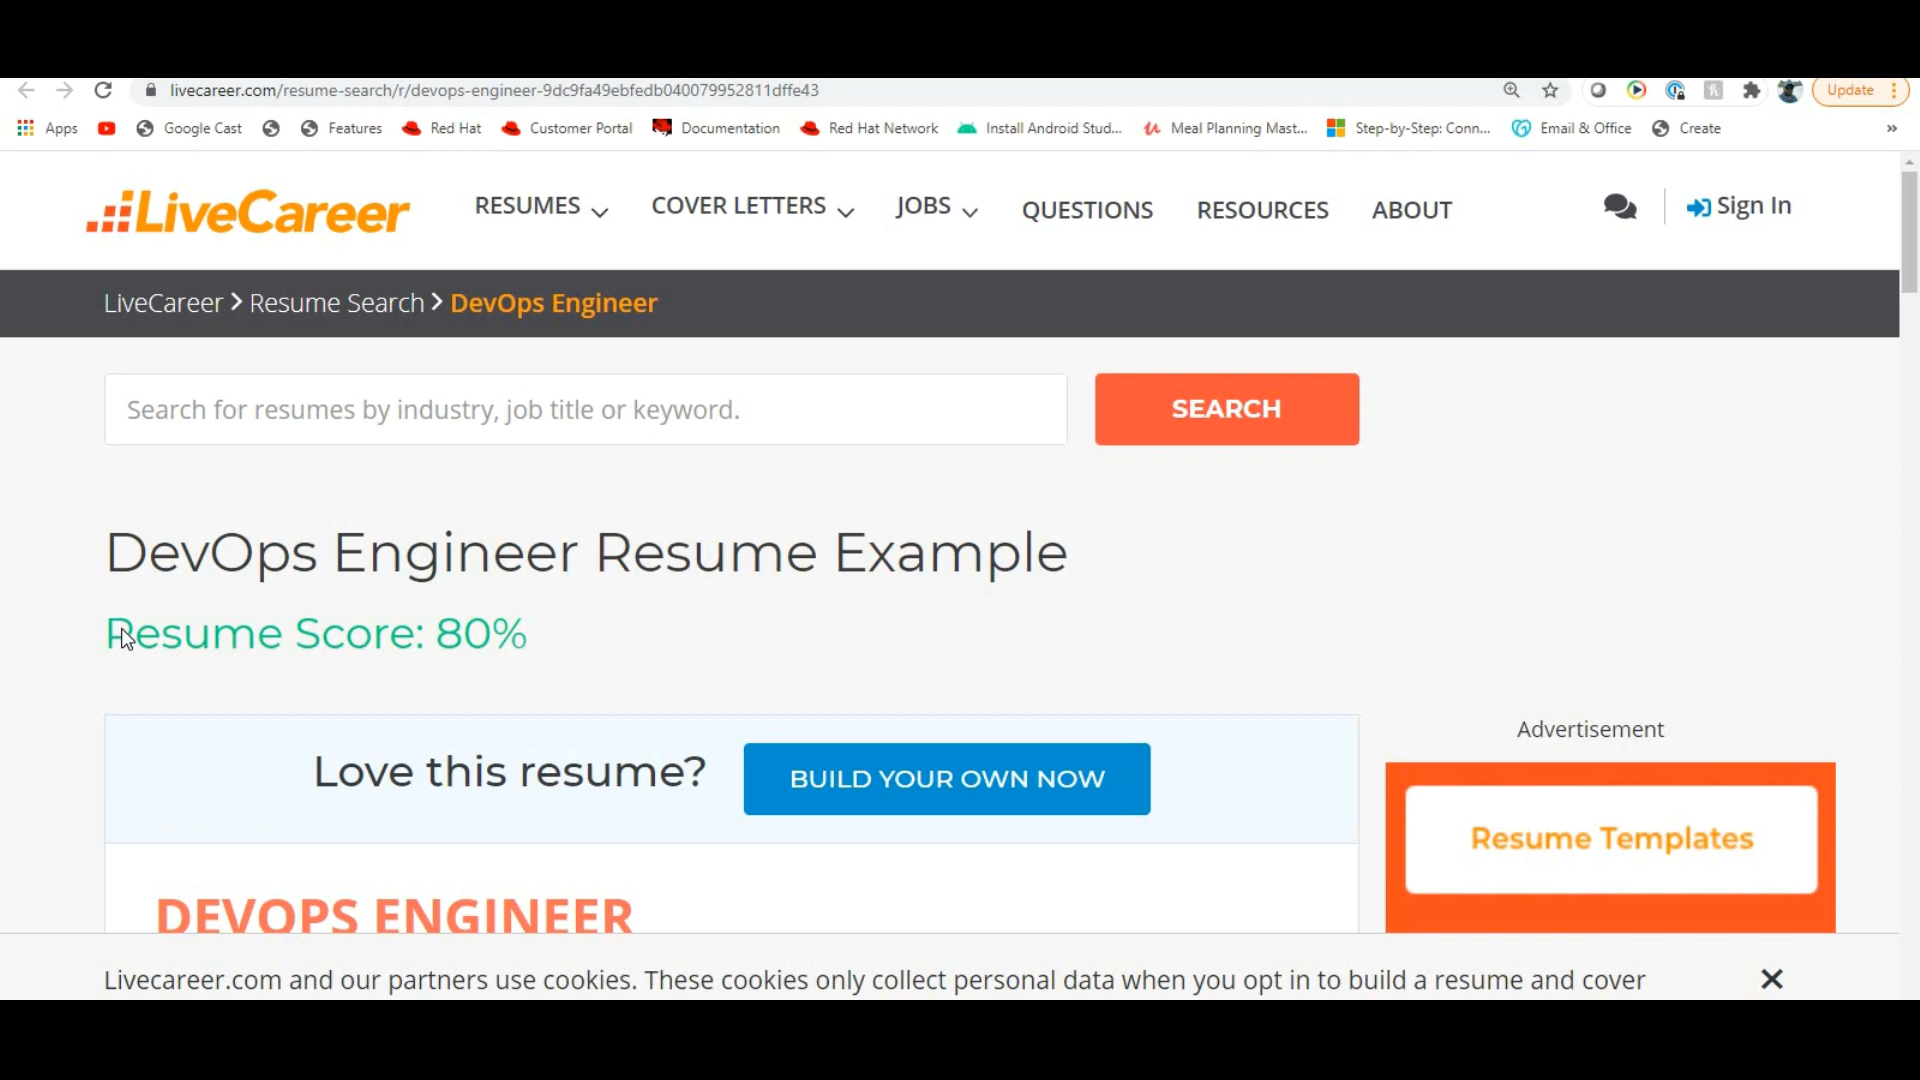 livecareer.com/resume-search/r/devops-engineer-9dc9fa49ebfedb040079952811dffe43
Update
Apps
Google Cast
Features
Red Hat
Customer Portal
Documentation
Red Hat Network
Install Android Stud...
Meal Planning Mast...
Step-by-Step: Conn...
Email & Office
Create
»
LiveCareer
RESUMES
COVER LETTERS
JOBS
QUESTIONS
RESOURCES
ABOUT
Sign In
LiveCareer > Resume Search > DevOps Engineer
Search for resumes by industry, job title or keyword.
SEARCH
DevOps Engineer Resume Example
Resume Score: 80%
Love this resume?
BUILD YOUR OWN NOW
Advertisement
Resume Templates
DEVOPS ENGINEER
Livecareer.com and our partners use cookies. These cookies only collect personal data when you opt in to build a resume and cover